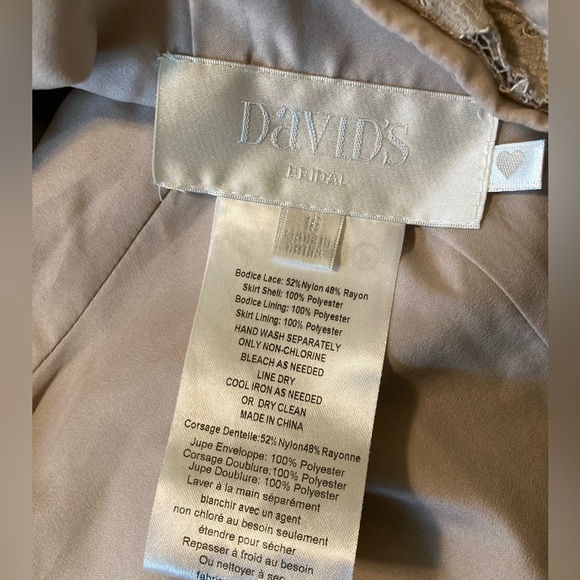 DAVID'S
BRIDAL
MADE IN
CHINA
Bodice Lace: 52%Nylon 48% Rayon
Skirt Shell: 100% Polyester
Bodice Lining: 100% Polyester
Skirt Lining: 100% Polyester
HAND WASH SEPARATELY
ONLY NON-CHLORINE
BLEACH AS NEEDED
LINE DRY
COOL IRON AS NEEDED
OR DRY CLEAN
MADE IN CHINA
Corsage Dentelle:52%Nylon48%Rayonne
Jupe Enveloppe: 100% Polyester
Corsage Doublure:100% Polyester
Jupe Doublure: 100% Polyester
Laver à la main séparément
blanchir avec un agent
non chloré au besoin seulement
étendre pour sécher
Repasser à froid au besoin
Ou nettoyer à sec